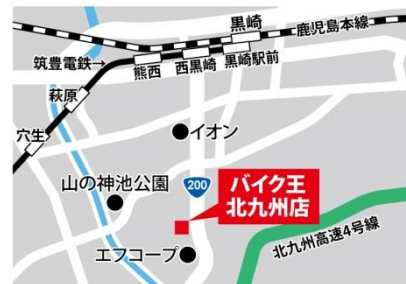 黒崎
鹿児島本線
筑豊電鉄→
熊西
西黒崎
黒崎駅前
萩原
穴生
イオン
200
バイク王
北九州店
山の神池公園
エフコープ
北九州高速4号線